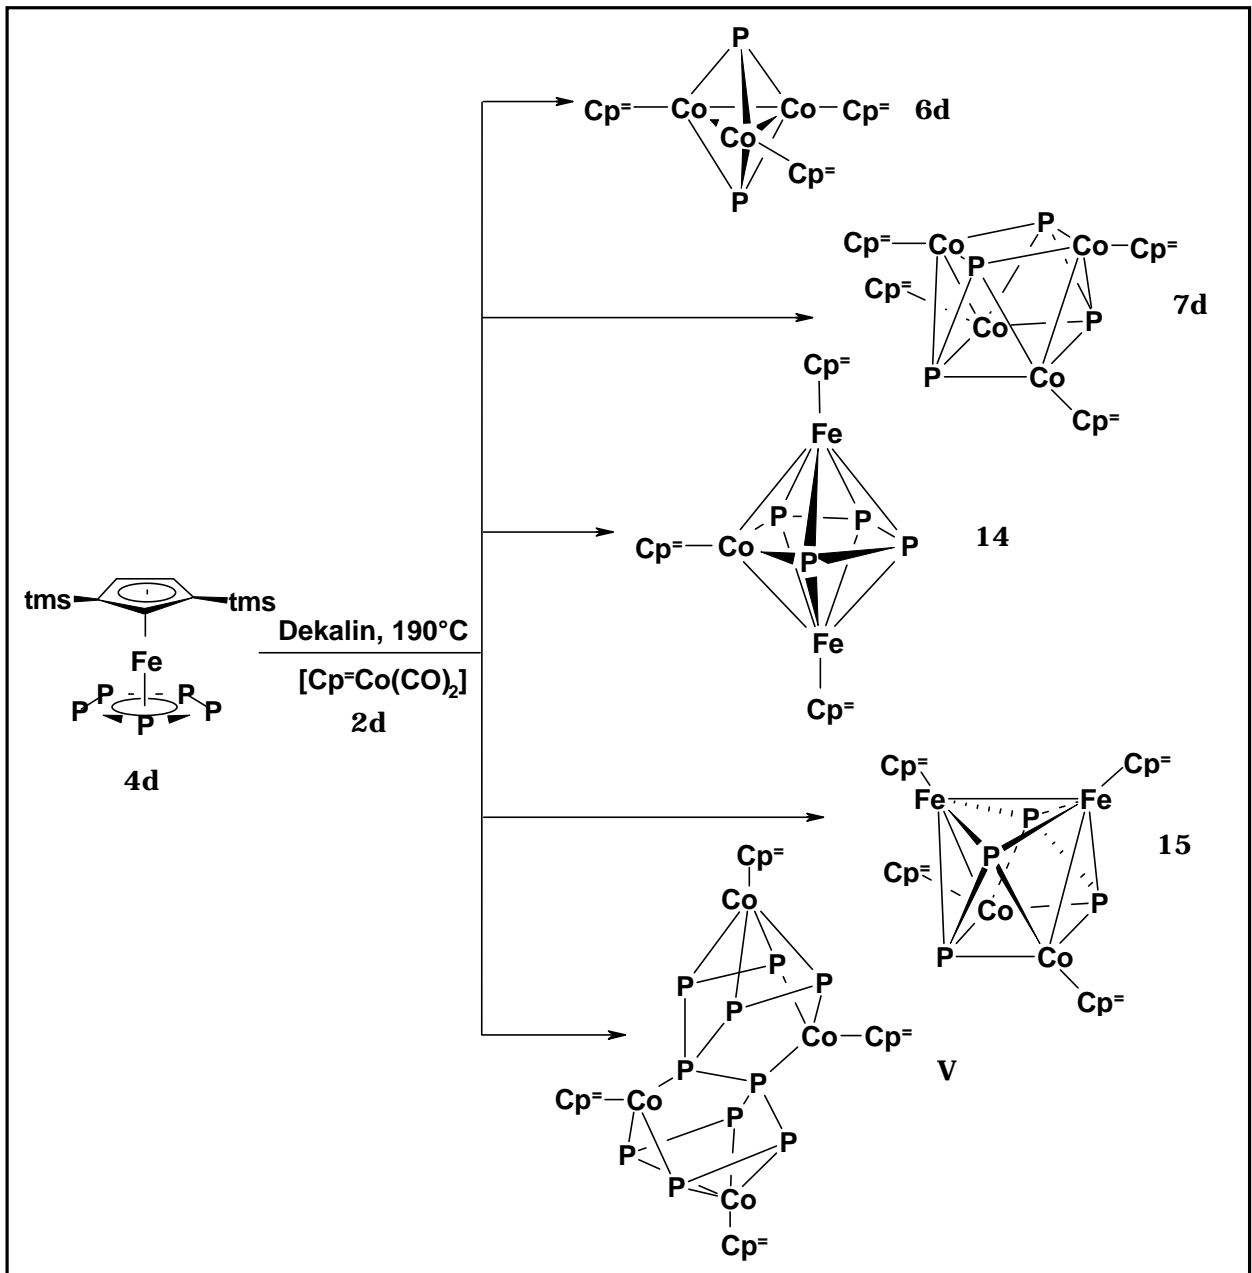 P
Cp⁼ Co Co Cp⁼ 6d
Co
Cp⁼
P
P
Cp⁼ Co Co Cp⁼
P
Cp⁼ 7d
Co P
P Co
Cp⁼
Cp⁼
Fe
P P
Cp⁼ Co P P 14
Fe
Cp⁼
tms tms
Fe
P P
P P P
4d
Dekalin, 190°C
[Cp⁼Co(CO)₂]
2d
Cp⁼ Cp⁼
Fe Fe
P
P 15
Cp⁼
Co P
P Co
Cp⁼
Cp⁼
Co
P
P P
P
Co Cp⁼
P P V
Cp⁼ Co
P
P P
P Co
Cp⁼